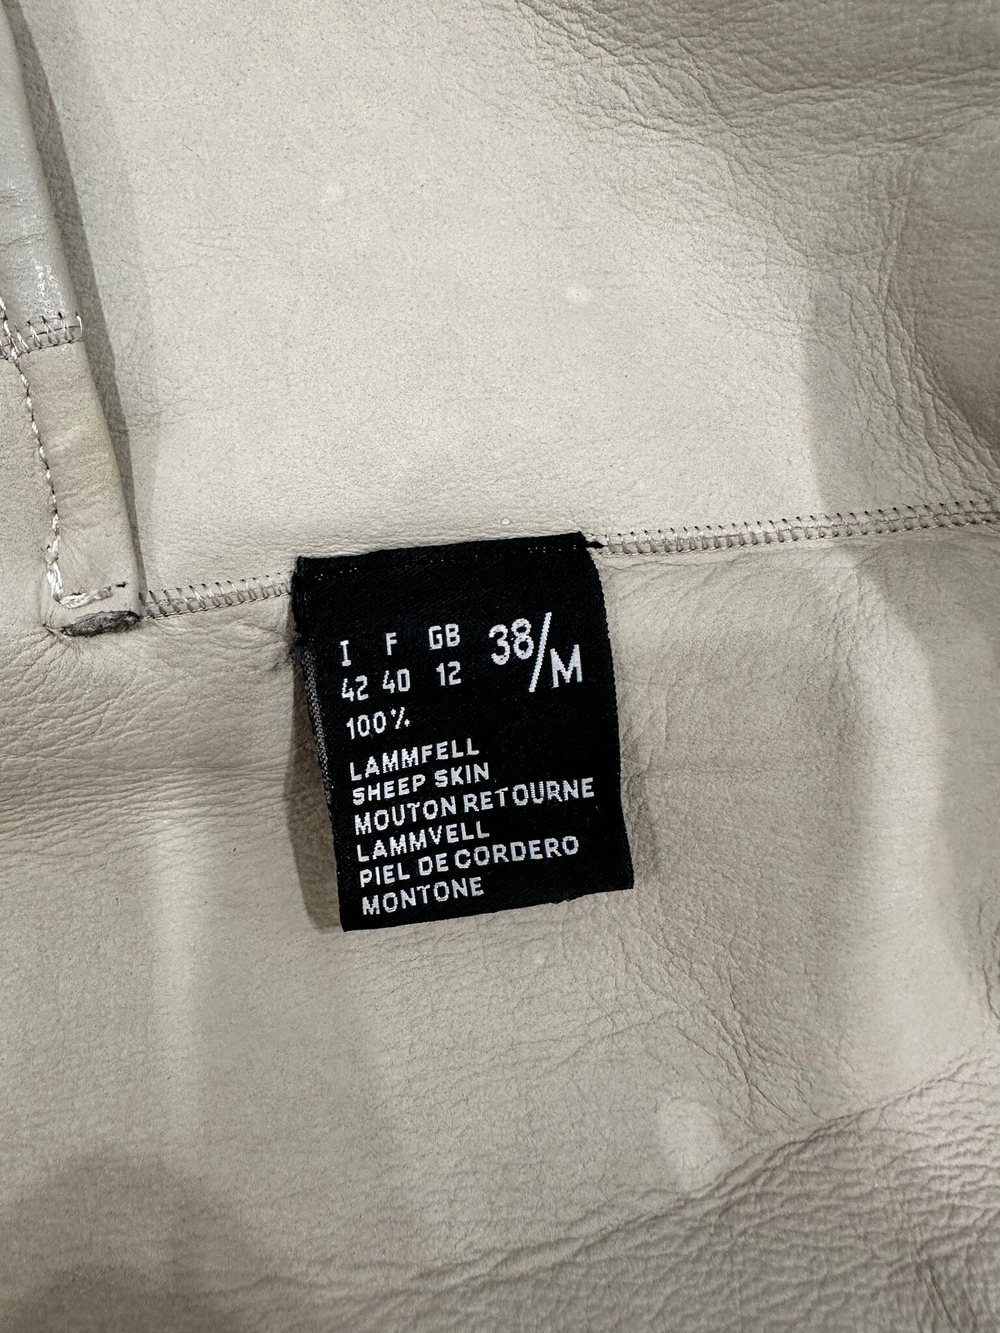 I F GB 38/M
42 40 12
100%
LAMMFELL
SHEEP SKIN
MOUTON RETOURNE
LAMMVELL
PIEL DE CORDERO
MONTONE